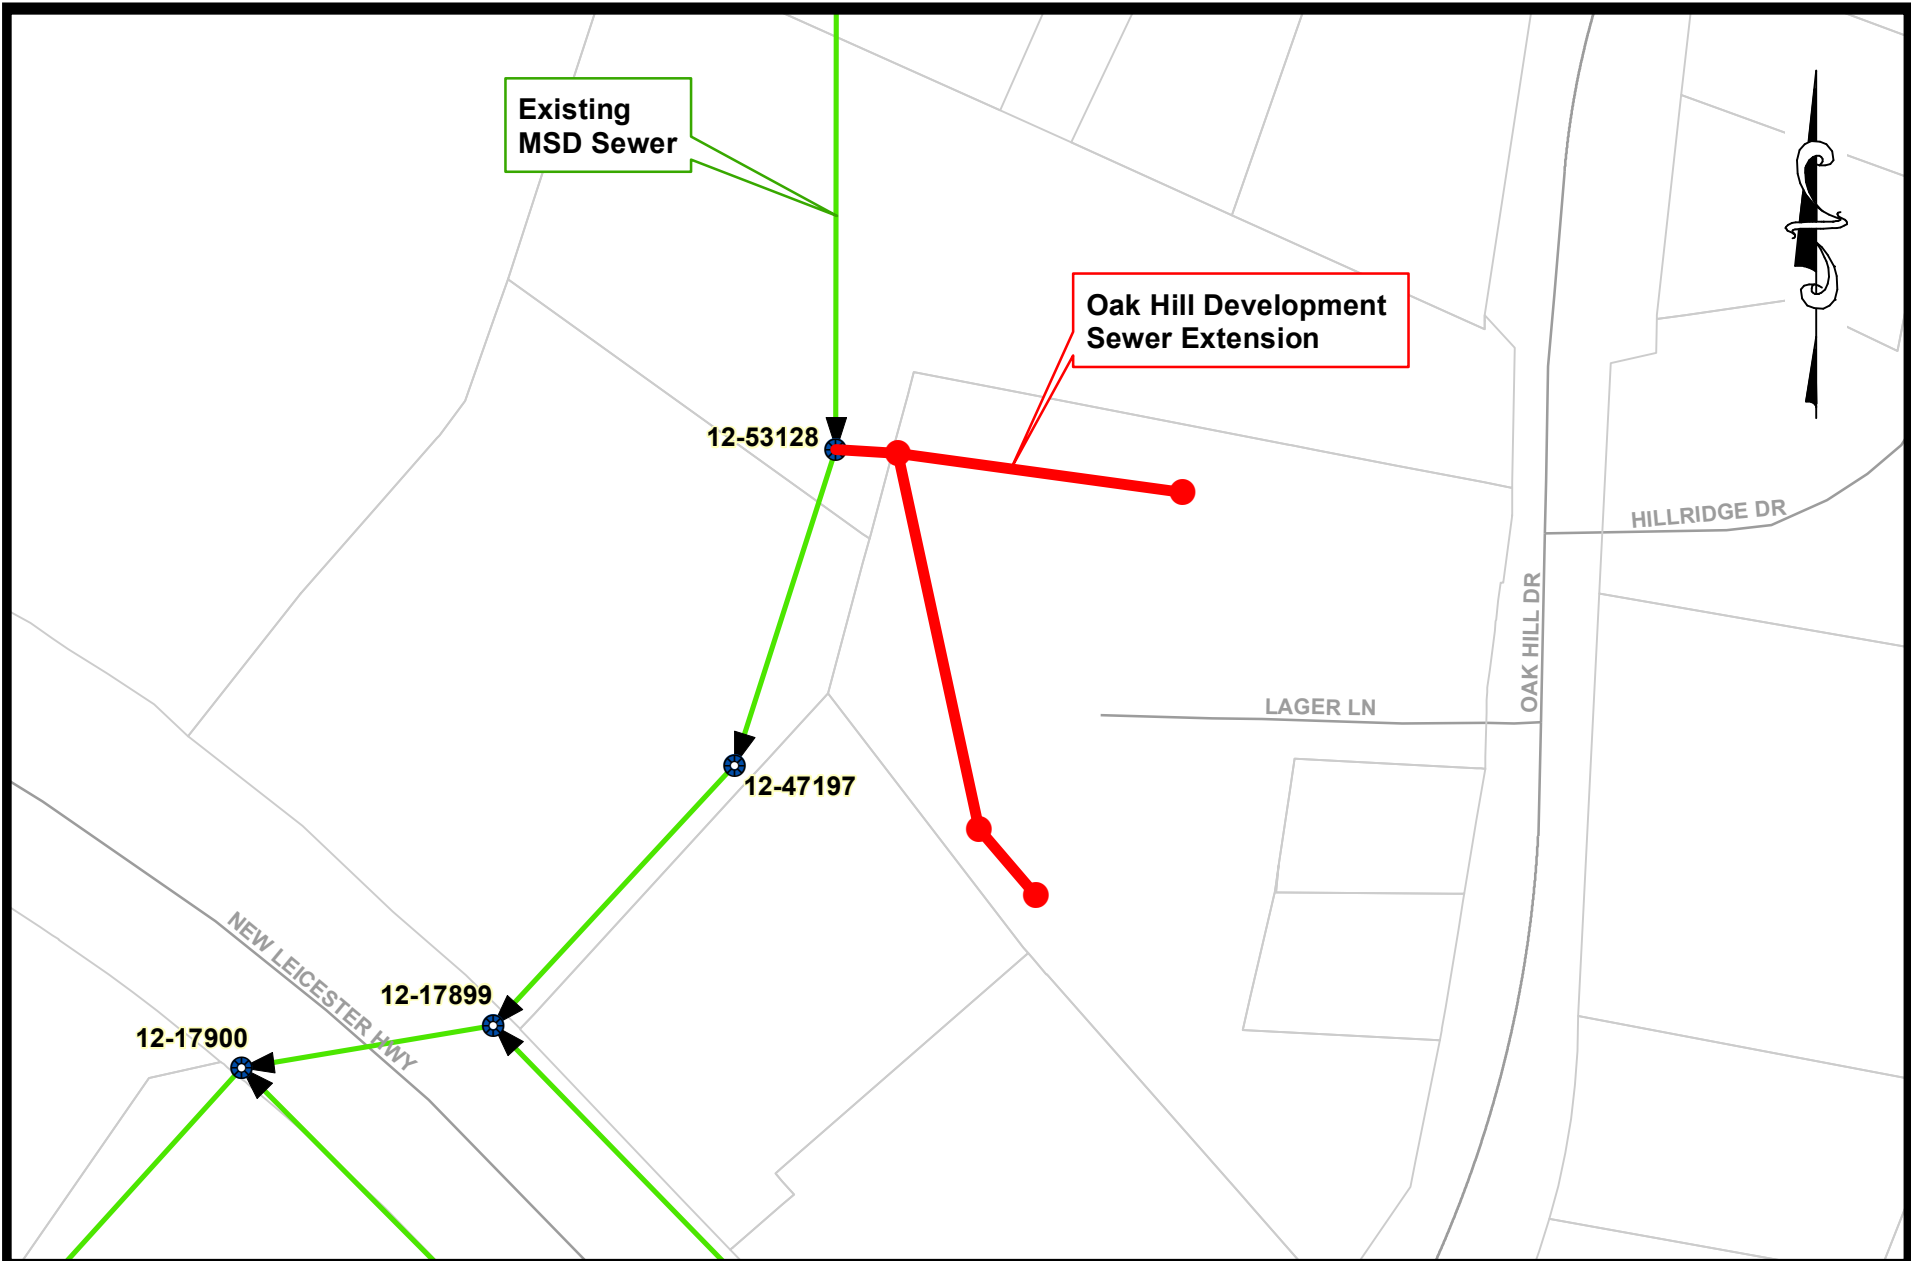 Existing
MSD Sewer
Oak Hill Development
Sewer Extension
12-53128
HILLRIDGE DR
OAK HILL DR
LAGER LN
12-47197
NEW LEICESTER HWY
12-17899
12-17900